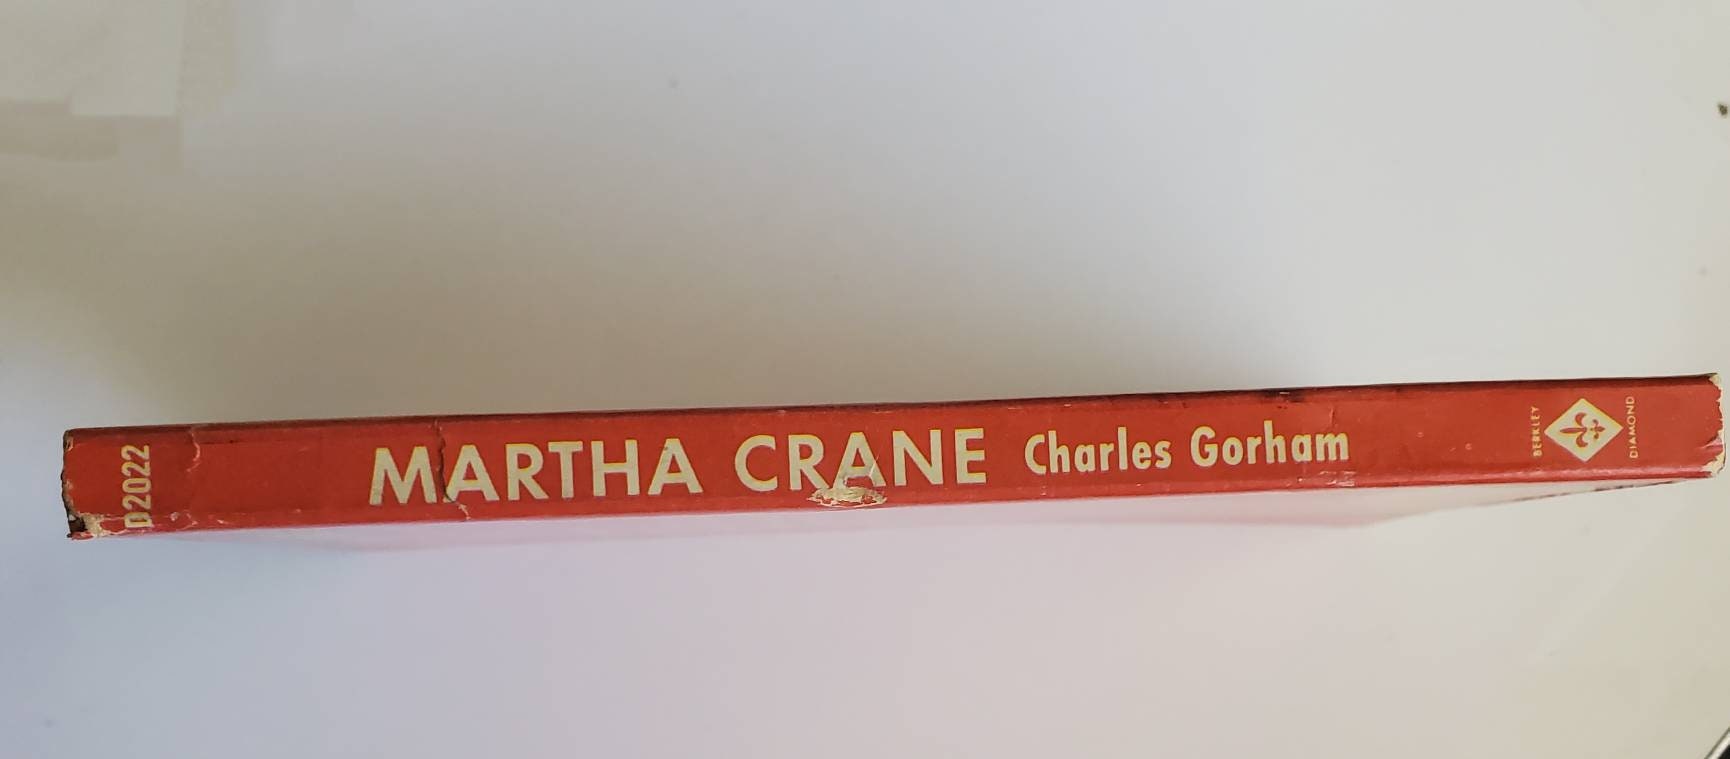 D2022
MARTHA CRANE Charles Gorham
BERKLEY
DIAMOND